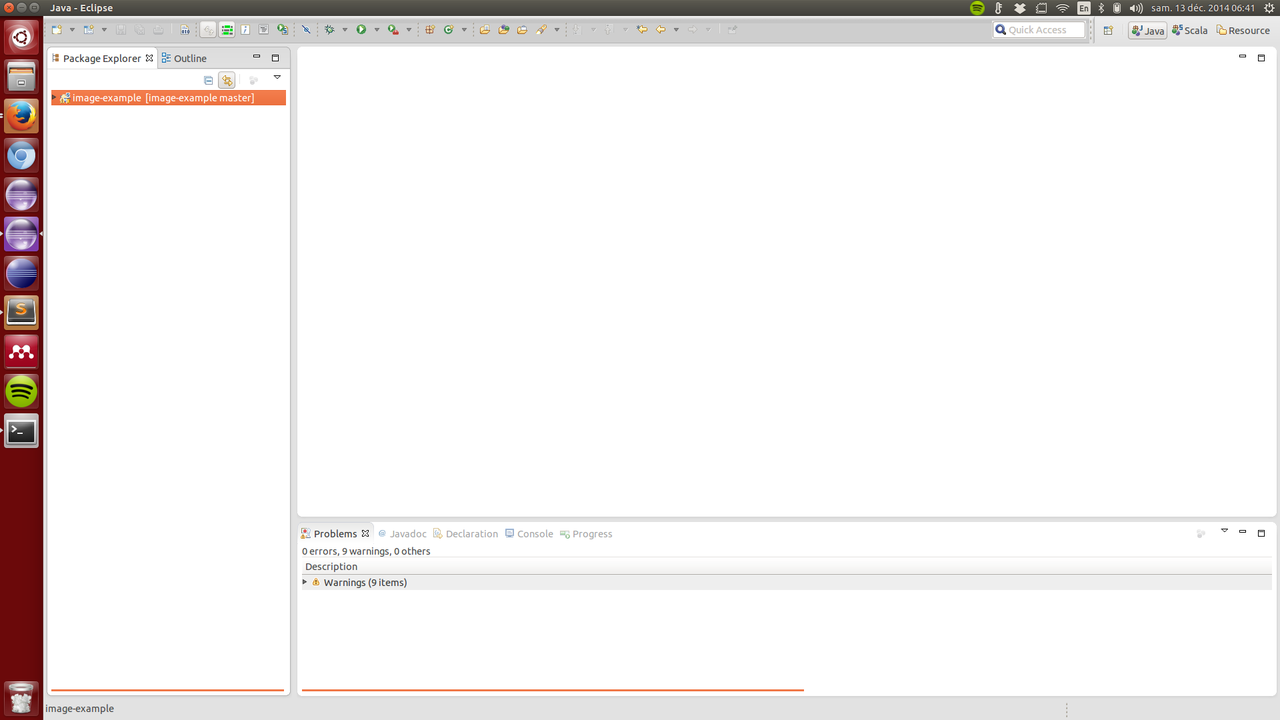 Java - Eclipse
En
sam. 13 déc. 2014 06:41
Quick Access
Java
Scala
Resource
Package Explorer
Outline
image-example [image-example master]
Problems
Javadoc
Declaration
Console
Progress
0 errors, 9 warnings, 0 others
Description
Warnings (9 items)
image-example